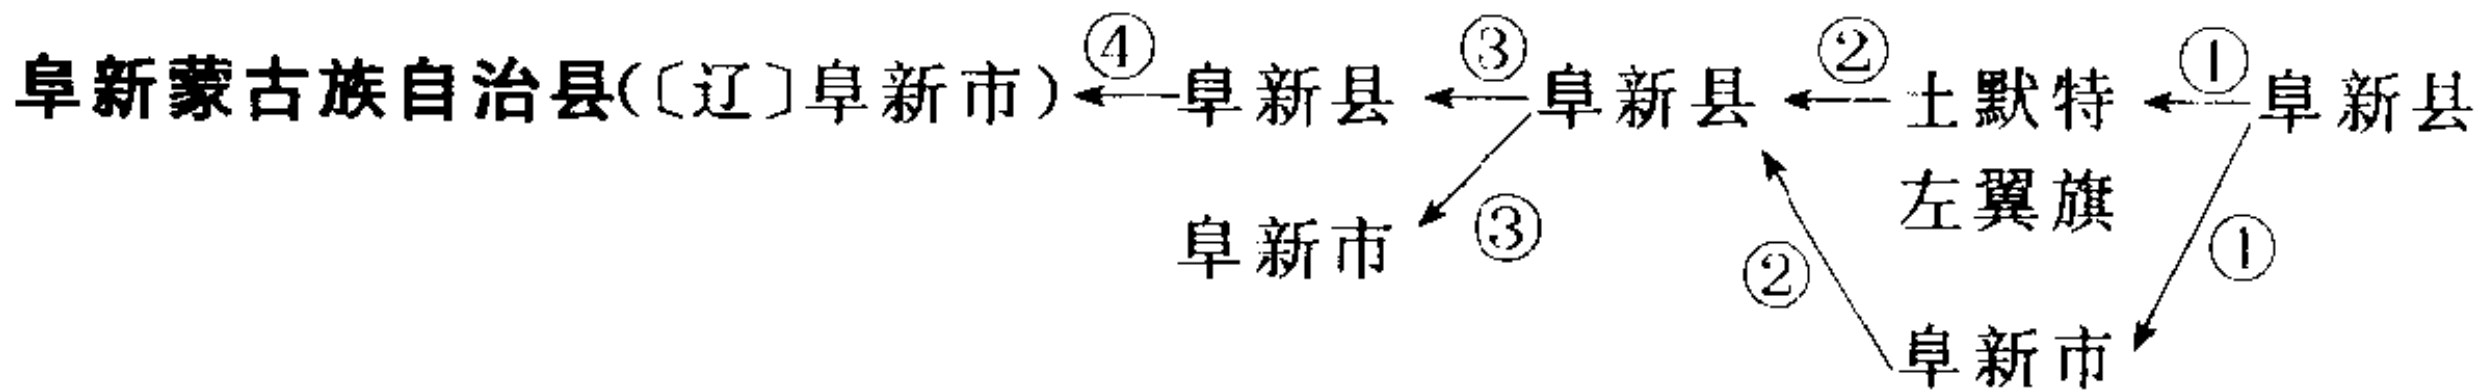 阜新蒙古族自治县(〔辽〕阜新市)←④阜新县←③阜新县←②土默特←①阜新县
左翼旗
阜新市③②①
阜新市